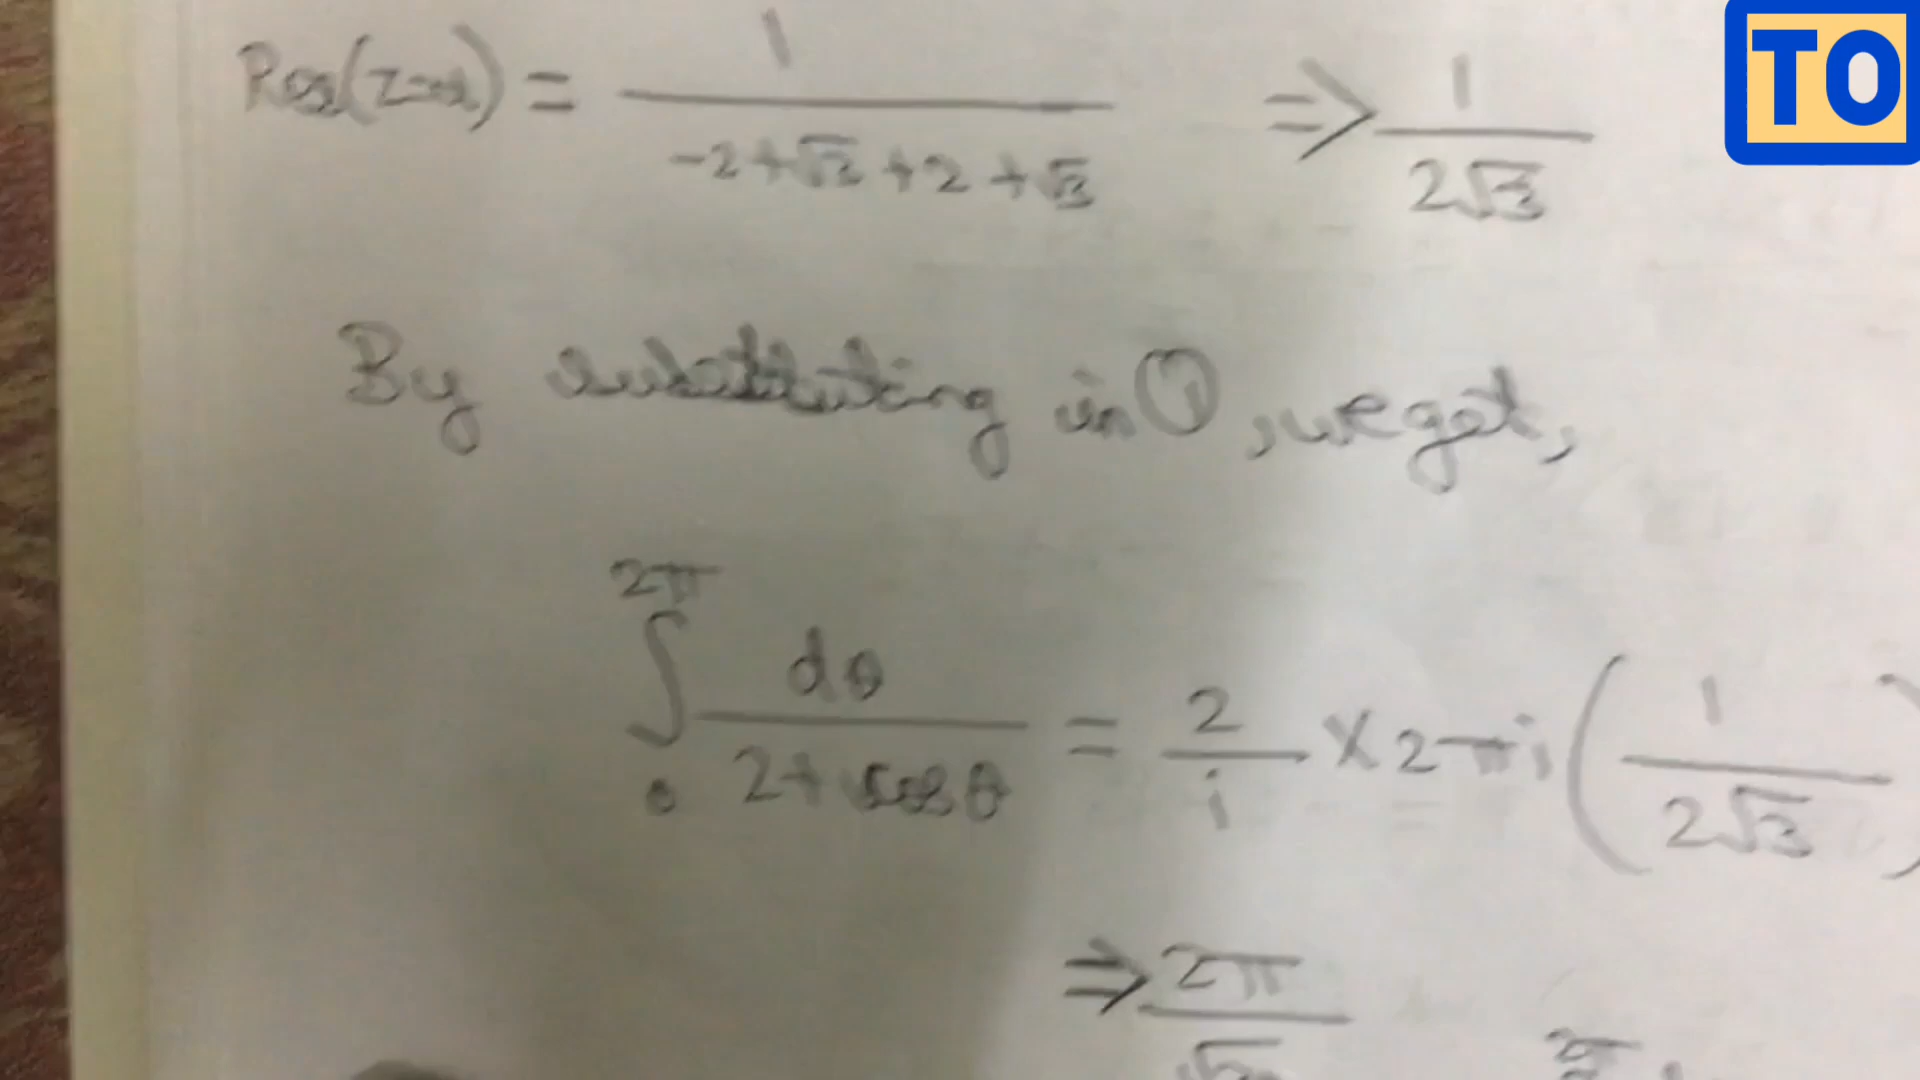 TO
Res(z=α) = 1 / (-2+√3+2+√3) ⇒ 1 / 2√3
By substituting in ①, we get,
∫₀^2π dθ / (2+cosθ) = 2/i × 2πi (1 / 2√3)
⇒ 2π / √3